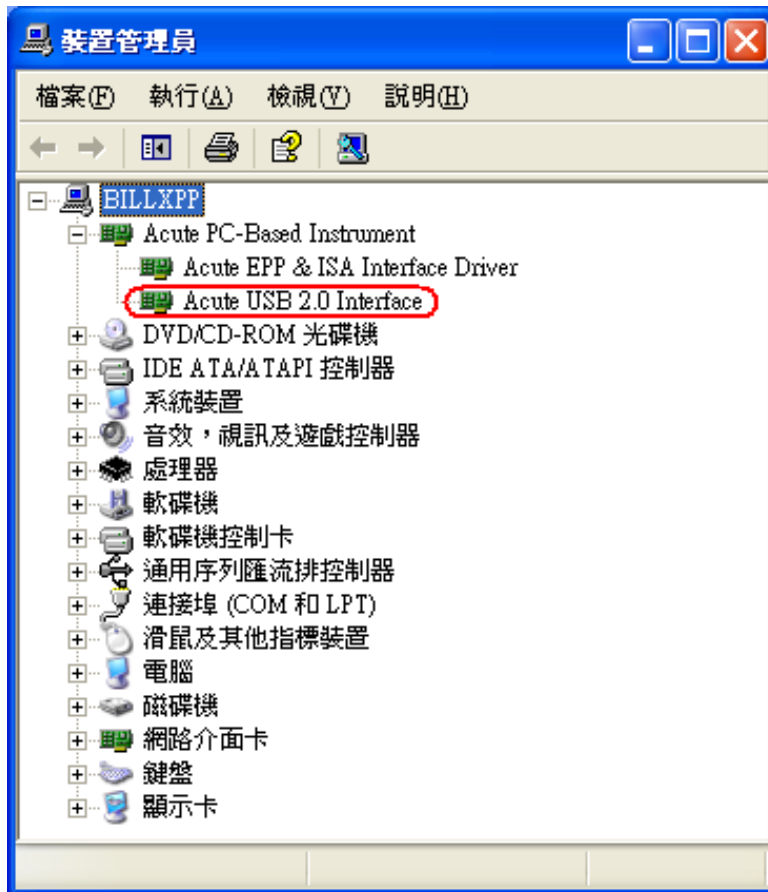 裝置管理員
檔案(F) 執行(A) 檢視(V) 說明(H)
BILLXPP
Acute PC-Based Instrument
Acute EPP & ISA Interface Driver
Acute USB 2.0 Interface
DVD/CD-ROM 光碟機
IDE ATA/ATAPI 控制器
系統裝置
音效，視訊及遊戲控制器
處理器
軟碟機
軟碟機控制卡
通用序列匯流排控制器
連接埠 (COM 和 LPT)
滑鼠及其他指標裝置
電腦
磁碟機
網路介面卡
鍵盤
顯示卡